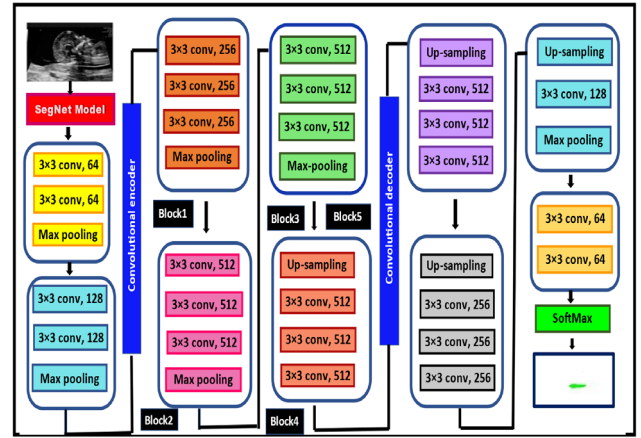 SegNet Model
3×3 conv, 64
3×3 conv, 64
Max pooling
3×3 conv, 128
3×3 conv, 128
Max pooling
Block2
Convolutional encoder
3×3 conv, 256
3×3 conv, 256
3×3 conv, 256
Max pooling
Block1
3×3 conv, 512
3×3 conv, 512
3×3 conv, 512
Max pooling
Block4
3×3 conv, 512
3×3 conv, 512
3×3 conv, 512
Max-pooling
Block3
Block5
Up-sampling
3×3 conv, 512
3×3 conv, 512
3×3 conv, 512
Convolutional decoder
Up-sampling
3×3 conv, 512
3×3 conv, 512
3×3 conv, 512
Up-sampling
3×3 conv, 256
3×3 conv, 256
3×3 conv, 256
Up-sampling
3×3 conv, 128
Max pooling
3×3 conv, 64
3×3 conv, 64
SoftMax